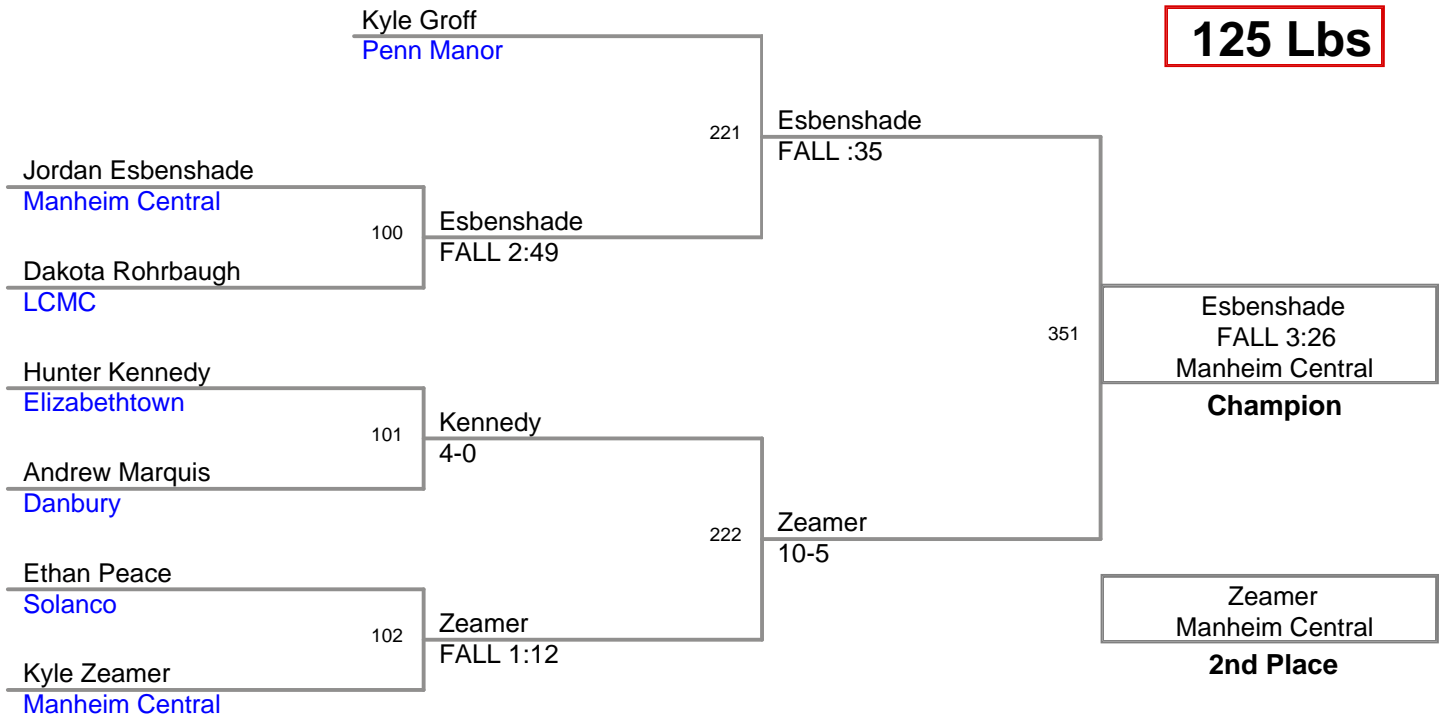 Kyle Groff
Penn Manor
125 Lbs
221
Esbenshade
FALL :35
Jordan Esbenshade
Manheim Central
100
Esbenshade
FALL 2:49
Dakota Rohrbaugh
LCMC
351
Esbenshade
FALL 3:26
Manheim Central
Champion
Hunter Kennedy
Elizabethtown
101
Kennedy
4-0
Andrew Marquis
Danbury
222
Zeamer
10-5
Ethan Peace
Solanco
102
Zeamer
FALL 1:12
Kyle Zeamer
Manheim Central
Zeamer
Manheim Central
2nd Place